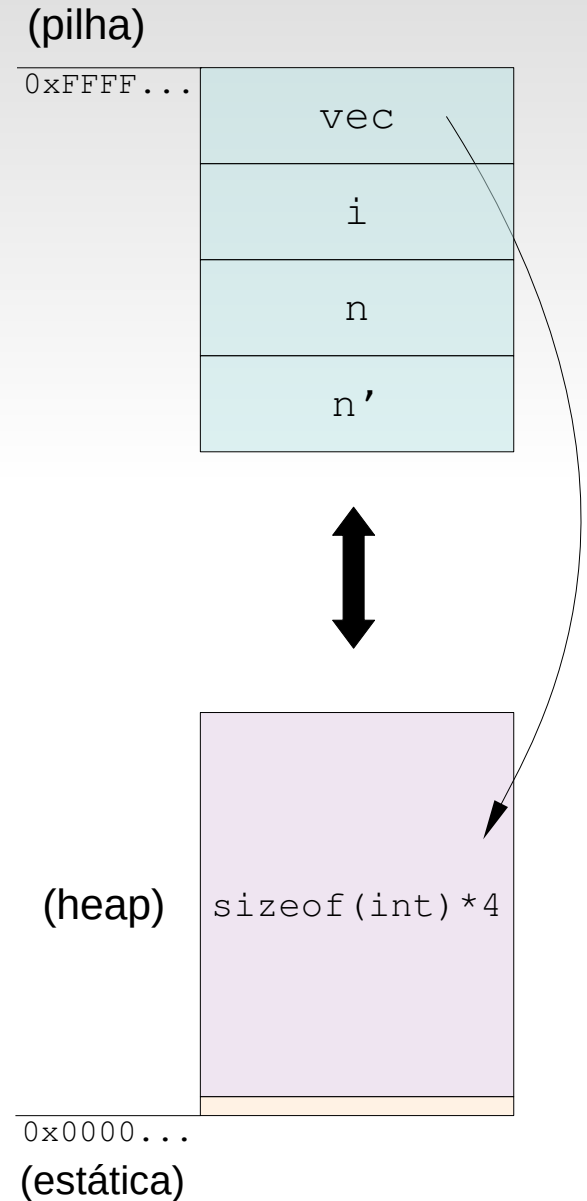 (pilha)
0xFFFF...
vec
i
n
n’
(heap)
sizeof(int)*4
0x0000...
(estática)